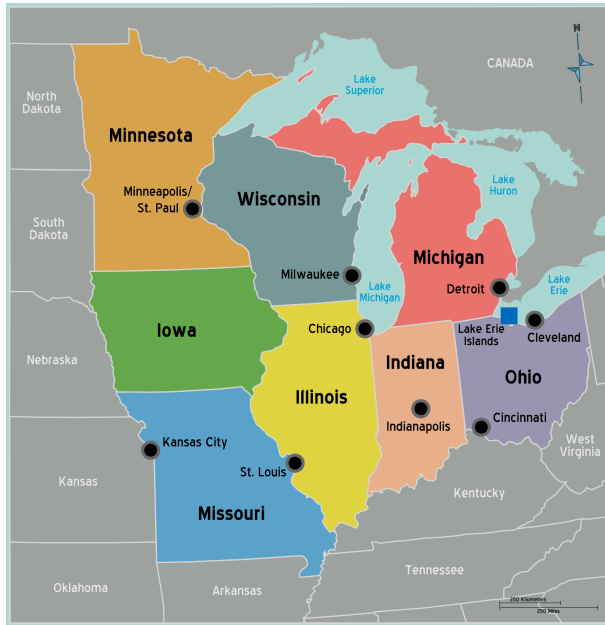 N
CANADA
Lake
Superior
North
Dakota
Minnesota
Minneapolis/
St. Paul
Wisconsin
Lake
Huron
South
Dakota
Michigan
Milwaukee
Lake
Michigan
Detroit
Lake
Erie
Iowa
Chicago
Lake Erie
Islands
Cleveland
Nebraska
Indiana
Ohio
Illinois
Indianapolis
Cincinnati
Kansas City
St. Louis
West
Virginia
Kansas
Missouri
Kentucky
Tennessee
Oklahoma
Arkansas
250 Kilometers
250 Miles